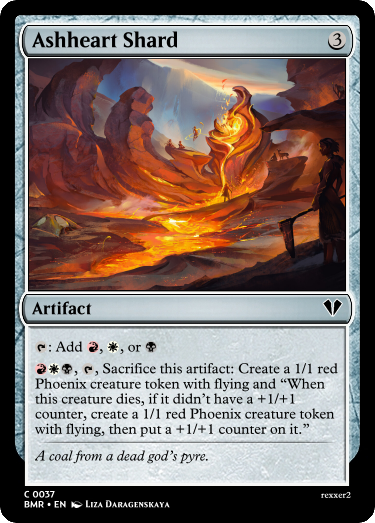 Ashheart Shard 3
Artifact
: Add , , or
, , Sacrifice this artifact: Create a 1/1 red
Phoenix creature token with flying and “When
this creature dies, if it didn't have a +1/+1
counter, create a 1/1 red Phoenix creature token
with flying, then put a +1/+1 counter on it.”
A coal from a dead god's pyre.
C 0037
BMR • EN Liza Daragenskaya
rexxer2